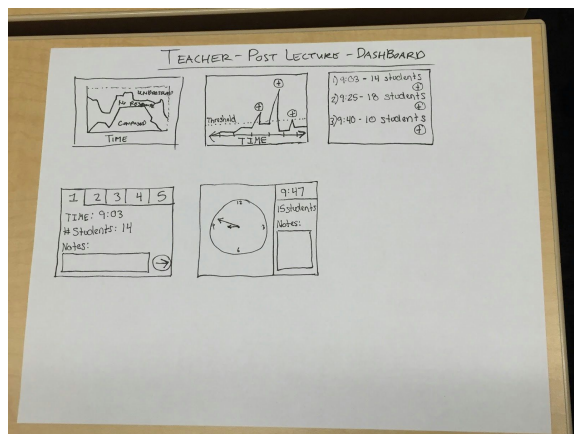 TEACHER - POST LECTURE - DASHBOARD
UNDERSTAND
No Response
CONFUSED
TIME
Threshold
TIME
1) 9:03 - 14 students
2) 9:25 - 18 students
3) 9:40 - 10 students
1 2 3 4 5
TIME: 9:03
# Students: 14
Notes:
12
9
3
6
9:47
15 students
Notes: